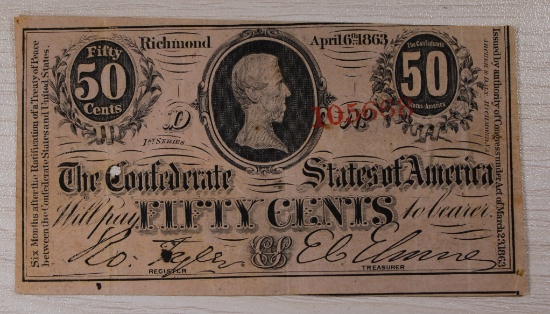 Fifty
50
Cents
Richmond
April 6th 1863
The Confederate
50
States-America
D
D
1st SERIES
The Confederate States of America
Will pay FIFTY CENTS to bearer.
Ro. Tyler
REGISTER
TREASURER
Six Months after the Ratification of a Treaty of Peace
between the Confederate States and United States.
Issued by authority of Congress under
Act of March 23, 1863